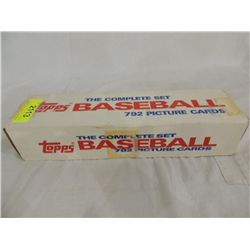 THE COMPLETE SET
topps BASEBALL
792 PICTURE CARDS
THE COMPLETE SET
topps BASEBALL
792 PICTURE CARDS